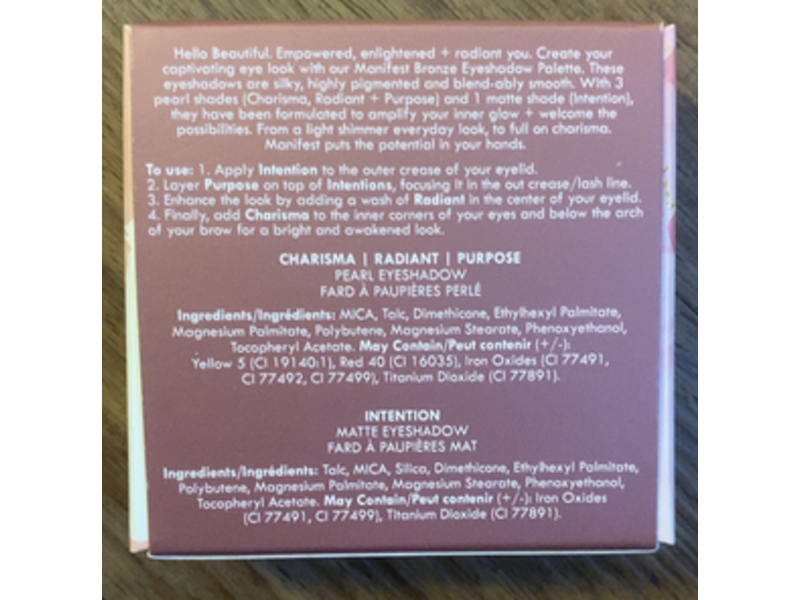 Hello Beautiful. Empowered, enlightened + radiant you. Create your
captivating eye look with our Manifest Bronze Eyeshadow Palette. These
eyeshadows are silky, highly pigmented and blend-ably smooth. With 3
pearl shades (Charisma, Radiant + Purpose) and 1 matte shade (Intention),
they have been formulated to amplify your inner glow + welcome the
possibilities. From a light shimmer everyday look, to full on charisma.
Manifest puts the potential in your hands.
To use: 1. Apply Intention to the outer crease of your eyelid.
2. Layer Purpose on top of Intentions, focusing it in the out crease/lash line.
3. Enhance the look by adding a wash of Radiant in the center of your eyelid.
4. Finally, add Charisma to the inner corners of your eyes and below the arch
of your brow for a bright and awakened look.
CHARISMA | RADIANT | PURPOSE
PEARL EYESHADOW
FARD À PAUPIÈRES PERLÉ
Ingredients/Ingrédients: MICA, Talc, Dimethicone, Ethylhexyl Palmitate,
Magnesium Palmitate, Polybutene, Magnesium Stearate, Phenoxyethanol,
Tocopheryl Acetate. May Contain/Peut contenir (+/-):
Yellow 5 (CI 19140:1), Red 40 (CI 16035), Iron Oxides (CI 77491,
CI 77492, CI 77499), Titanium Dioxide (CI 77891).
INTENTION
MATTE EYESHADOW
FARD À PAUPIÈRES MAT
Ingredients/Ingrédients: Talc, MICA, Silica, Dimethicone, Ethylhexyl Palmitate,
Polybutene, Magnesium Palmitate, Magnesium Stearate, Phenoxyethanol,
Tocopheryl Acetate. May Contain/Peut contenir (+/-): Iron Oxides
(CI 77491, CI 77499), Titanium Dioxide (CI 77891).